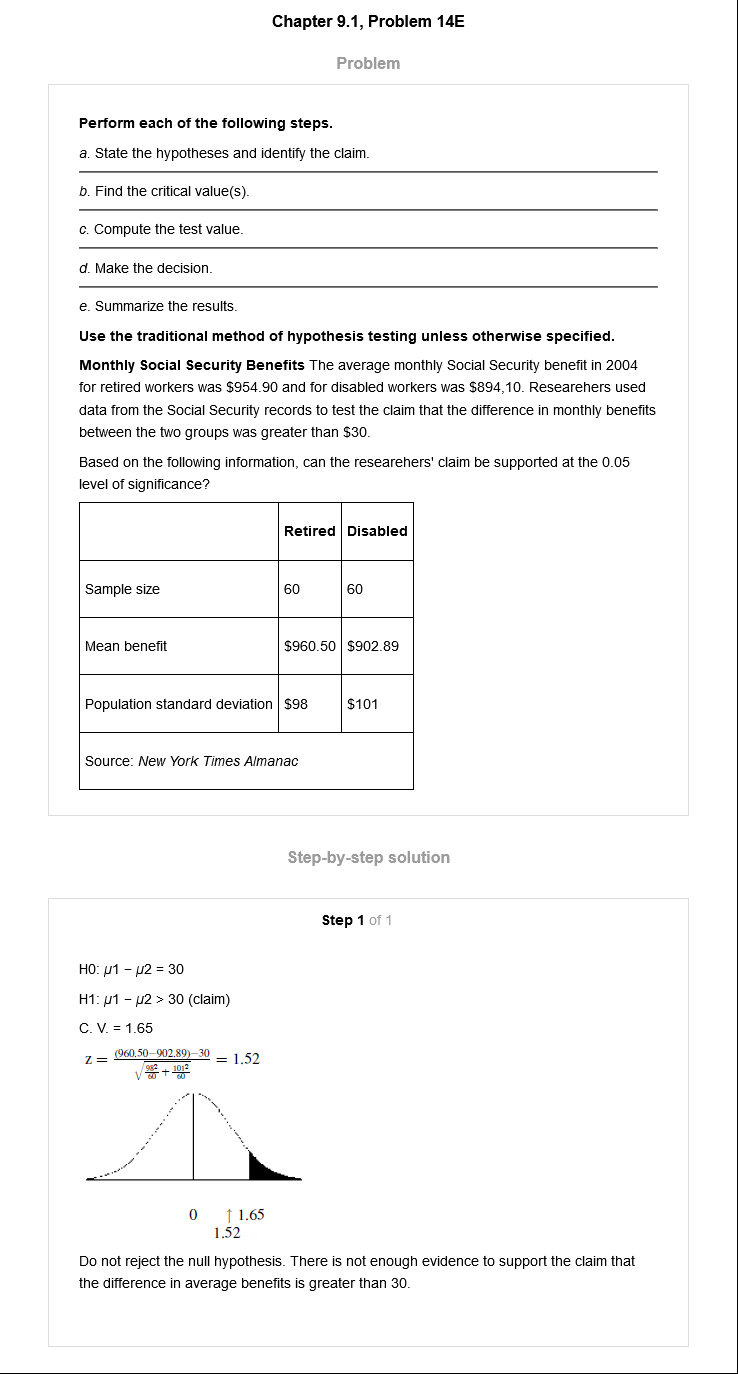 Chapter 9.1, Problem 14E
Problem
Perform each of the following steps.
a. State the hypotheses and identify the claim.
b. Find the critical value(s).
c. Compute the test value.
d. Make the decision.
e. Summarize the results.
Use the traditional method of hypothesis testing unless otherwise specified.
Monthly Social Security Benefits The average monthly Social Security benefit in 2004
for retired workers was $954.90 and for disabled workers was $894,10. Researehers used
data from the Social Security records to test the claim that the difference in monthly benefits
between the two groups was greater than $30.
Based on the following information, can the researehers' claim be supported at the 0.05
level of significance?
Retired Disabled
Sample size 60 60
Mean benefit $960.50 $902.89
Population standard deviation $98 $101
Source: New York Times Almanac
Step-by-step solution
Step 1 of 1
H0: μ1 − μ2 = 30
H1: μ1 − μ2 > 30 (claim)
C. V. = 1.65
z = (960.50−902.89)−30 / √(98²/60 + 101²/60) = 1.52
0 ↑ 1.65
1.52
Do not reject the null hypothesis. There is not enough evidence to support the claim that
the difference in average benefits is greater than 30.